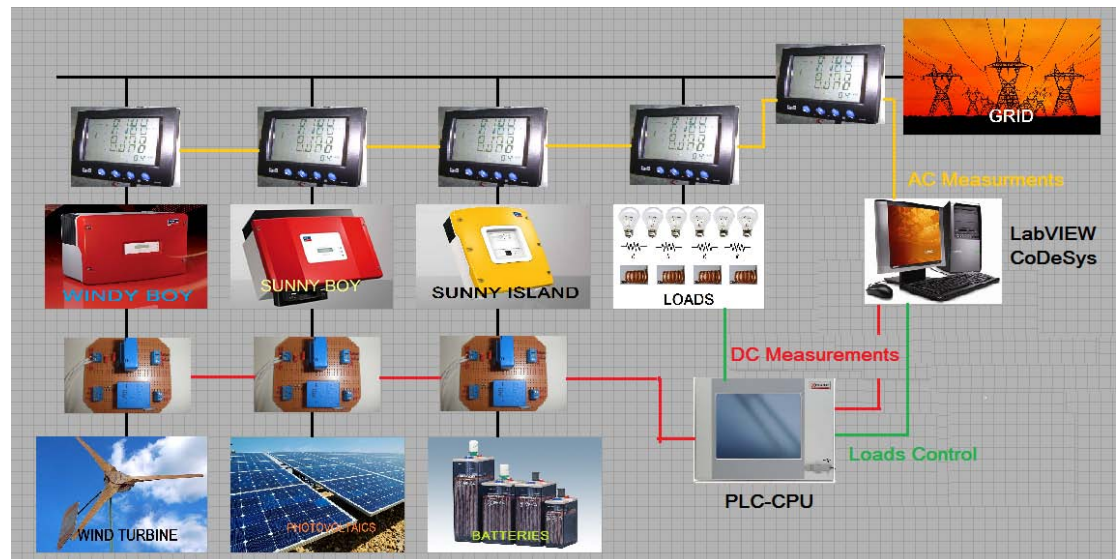 GRID
AC Measurments
WINDY BOY
SUNNY BOY
SUNNY ISLAND
LOADS
LabVIEW
CoDeSys
DC Measurements
Loads Control
PLC-CPU
WIND TURBINE
PHOTOVOLTAICS
BATTERIES